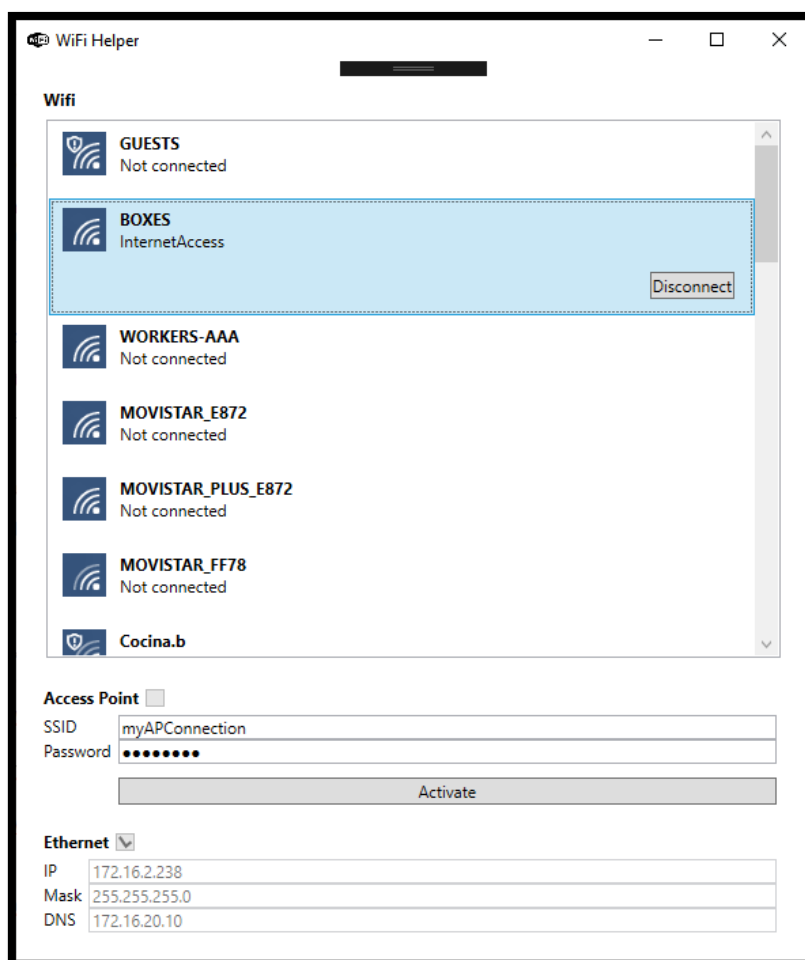 WiFi Helper
Wifi
GUESTS
Not connected
BOXES
InternetAccess
Disconnect
WORKERS-AAA
Not connected
MOVISTAR_E872
Not connected
MOVISTAR_PLUS_E872
Not connected
MOVISTAR_FF78
Not connected
Cocina.b
Access Point
SSID myAPConnection
Password ●●●●●●●●
Activate
Ethernet
IP 172.16.2.238
Mask 255.255.255.0
DNS 172.16.20.10